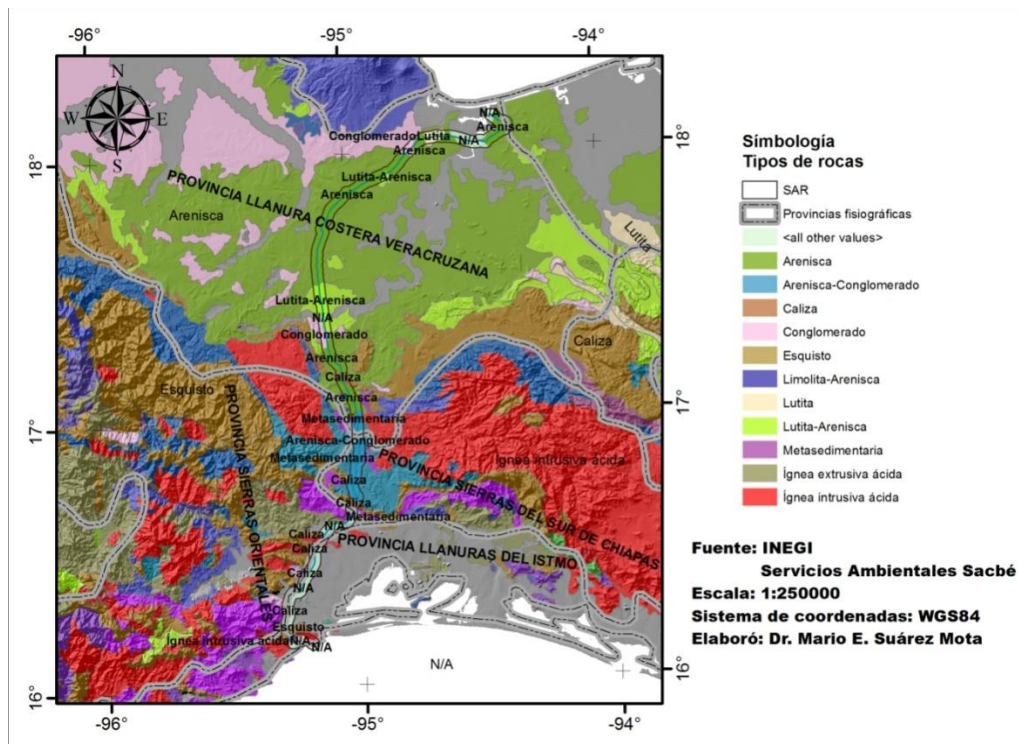 -96°
-95°
-94°
N
W
E
S
18°
17°
16°
N/A
Arenisca
Conglomerado
Lutita
N/A
Arenisca
18°
Lutita-Arenisca
Arenisca
PROVINCIA LLANURA COSTERA VERACRUZANA
Arenisca
Lutita
Lutita-Arenisca
N/A
Conglomerado
Caliza
Arenisca
Caliza
Esquisto
Arenisca
17°
Metasedimentaria
Arenisca-Conglomerado
Metasedimentaria
Ígnea intrusiva ácida
PROVINCIA SIERRAS DEL SUR DE CHIAPAS
PROVINCIA SIERRAS ORIENTALES
Caliza
Caliza
Metasedimentaria
N/A
Caliza
PROVINCIA LLANURAS DEL ISTMO
Caliza
Caliza
N/A
Caliza
Esquisto
Ígnea intrusiva ácida
N/A
N/A
N/A
16°
-96°
-95°
-94°
Símbología
Tipos de rocas
SAR
Provincias fisiográficas
<all other values>
Arenisca
Arenisca-Conglomerado
Caliza
Conglomerado
Esquisto
Limolita-Arenisca
Lutita
Lutita-Arenisca
Metasedimentaria
Ígnea extrusiva ácida
Ígnea intrusiva ácida
Fuente: INEGI
Servicios Ambientales Sacbé
Escala: 1:250000
Sistema de coordenadas: WGS84
Elaboró: Dr. Mario E. Suárez Mota